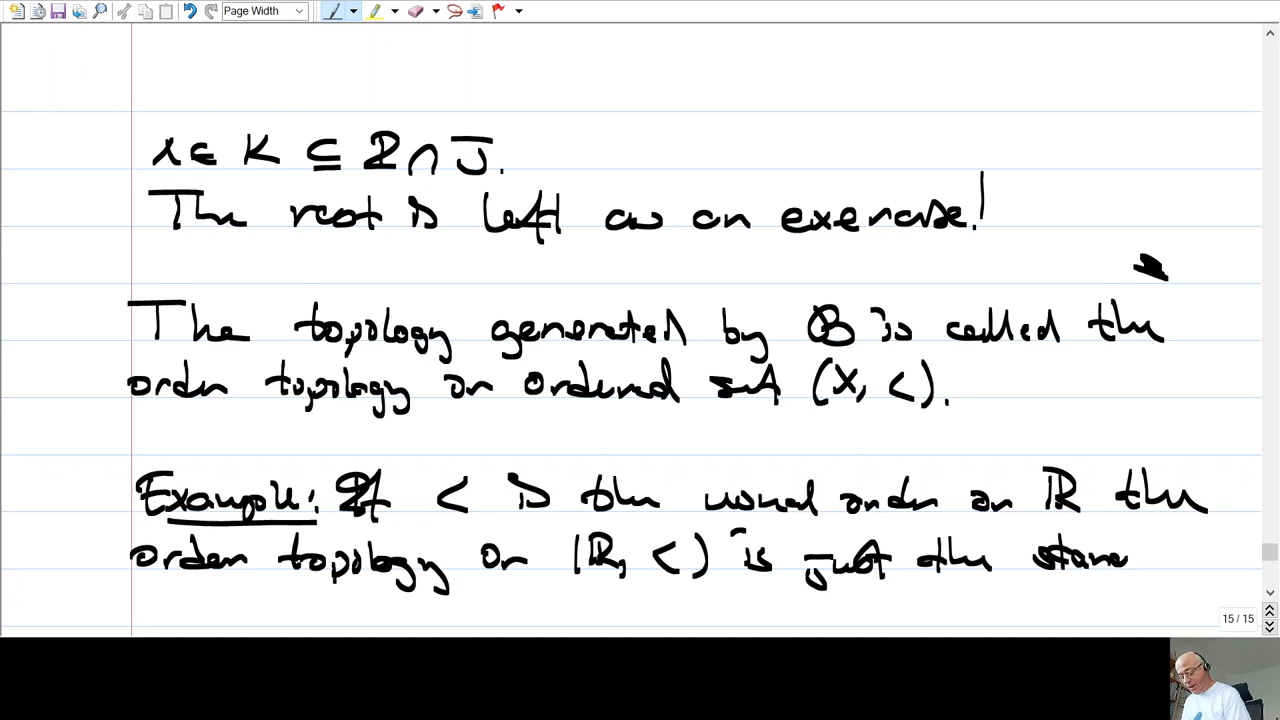 Page Width
x ∈ K ⊆ I ∩ J.
The rest is left as an exercise!
The topology generated by B is called the
order topology on ordered set (X, <).
Example: If < is the usual order on ℝ the
order topology on (ℝ, <) is just the stand
15 / 15